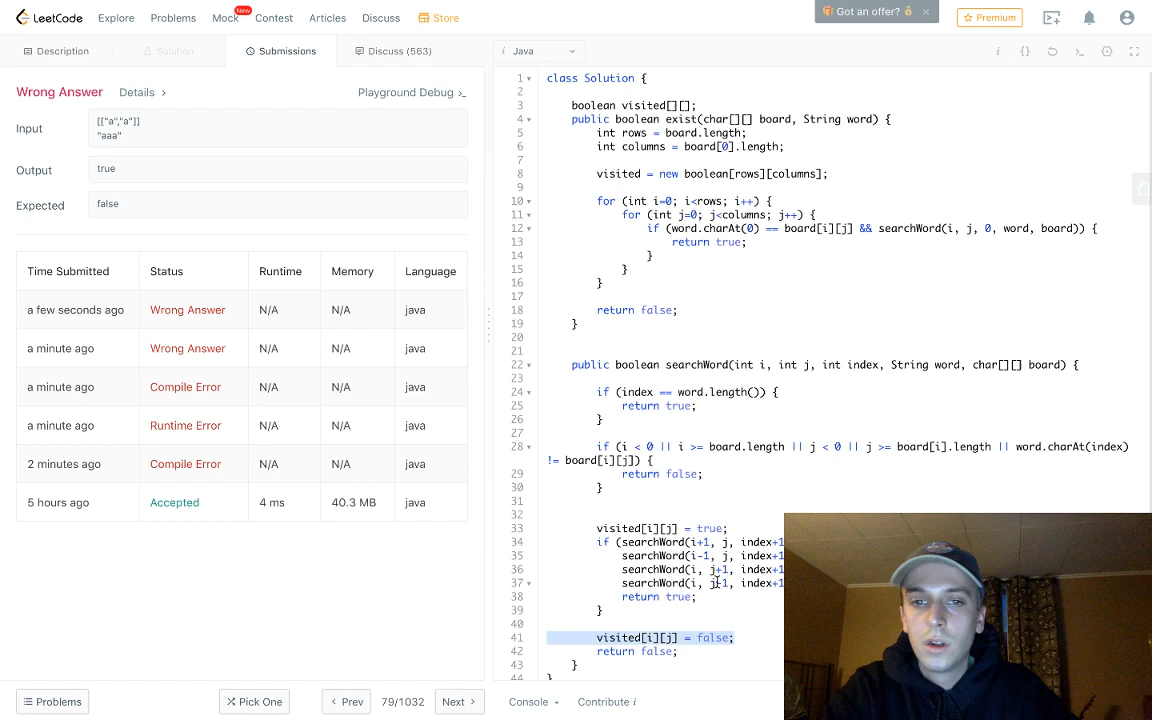 LeetCode Explore Problems Mock New Contest Articles Discuss Store Got an offer? × Premium
Description Solution Submissions Discuss (563) i Java i {} >_
Wrong Answer Details > Playground Debug >_
Input [["a","a"]]
"aaa"
Output true
Expected false
Time Submitted Status Runtime Memory Language
a few seconds ago Wrong Answer N/A N/A java
a minute ago Wrong Answer N/A N/A java
a minute ago Compile Error N/A N/A java
a minute ago Runtime Error N/A N/A java
2 minutes ago Compile Error N/A N/A java
5 hours ago Accepted 4 ms 40.3 MB java
1 class Solution {
2
3 boolean visited[][];
4 public boolean exist(char[][] board, String word) {
5 int rows = board.length;
6 int columns = board[0].length;
7
8 visited = new boolean[rows][columns];
9
10 for (int i=0; i<rows; i++) {
11 for (int j=0; j<columns; j++) {
12 if (word.charAt(0) == board[i][j] && searchWord(i, j, 0, word, board)) {
13 return true;
14 }
15 }
16 }
17
18 return false;
19 }
20
21
22 public boolean searchWord(int i, int j, int index, String word, char[][] board) {
23
24 if (index == word.length()) {
25 return true;
26 }
27
28 if (i < 0 || i >= board.length || j < 0 || j >= board[i].length || word.charAt(index)
!= board[i][j]) {
29 return false;
30 }
31
32
33 visited[i][j] = true;
34 if (searchWord(i+1, j, index+1
35 searchWord(i-1, j, index+1
36 searchWord(i, j+1, index+1
37 searchWord(i, j-1, index+1
38 return true;
39 }
40
41 visited[i][j] = false;
42 return false;
43 }
44 }
Problems Pick One < Prev 79/1032 Next > Console Contribute i